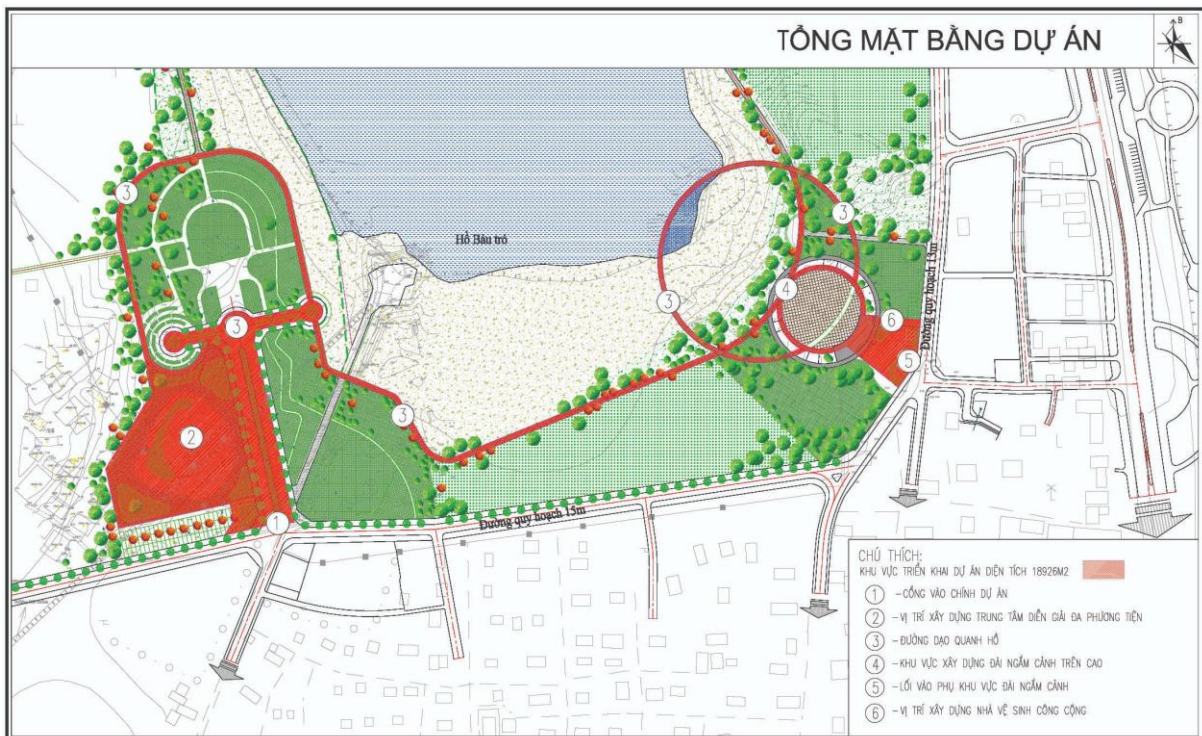 TỔNG MẶT BẰNG DỰ ÁN
B
3
Hồ Bàu tró
3
4
3
3
6
Đường quy hoạch 13m
5
2
3
1
Đường quy hoạch 15m
CHÚ THÍCH:
KHU VỰC TRIỂN KHAI DỰ ÁN DIỆN TÍCH 18926M2
1 -CỔNG VÀO CHÍNH DỰ ÁN
2 -VỊ TRÍ XÂY DỰNG TRUNG TÂM DIỄN GIẢI ĐA PHƯƠNG TIỆN
3 -ĐƯỜNG DẠO QUANH HỒ
4 -KHU VỰC XÂY DỰNG ĐÀI NGẮM CẢNH TRÊN CAO
5 -LỐI VÀO PHỤ KHU VỰC ĐÀI NGẮM CẢNH
6 -VỊ TRÍ XÂY DỰNG NHÀ VỆ SINH CÔNG CỘNG